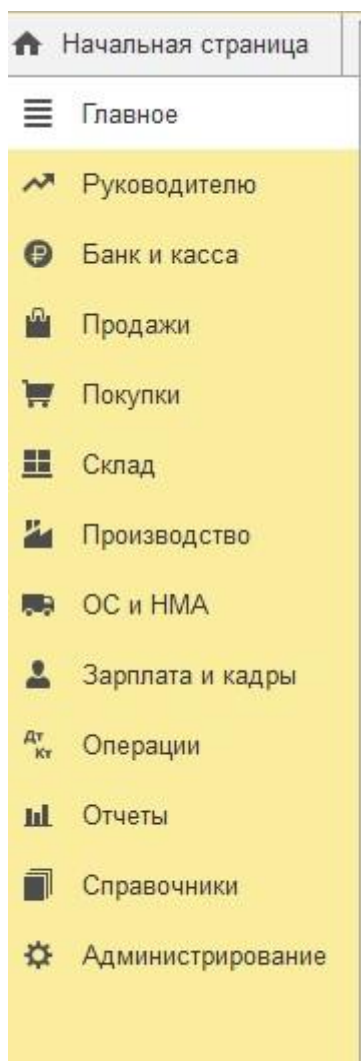 Начальная страница
Главное
Руководителю
Банк и касса
Продажи
Покупки
Склад
Производство
ОС и НМА
Зарплата и кадры
Дт
Кт Операции
Отчеты
Справочники
Администрирование